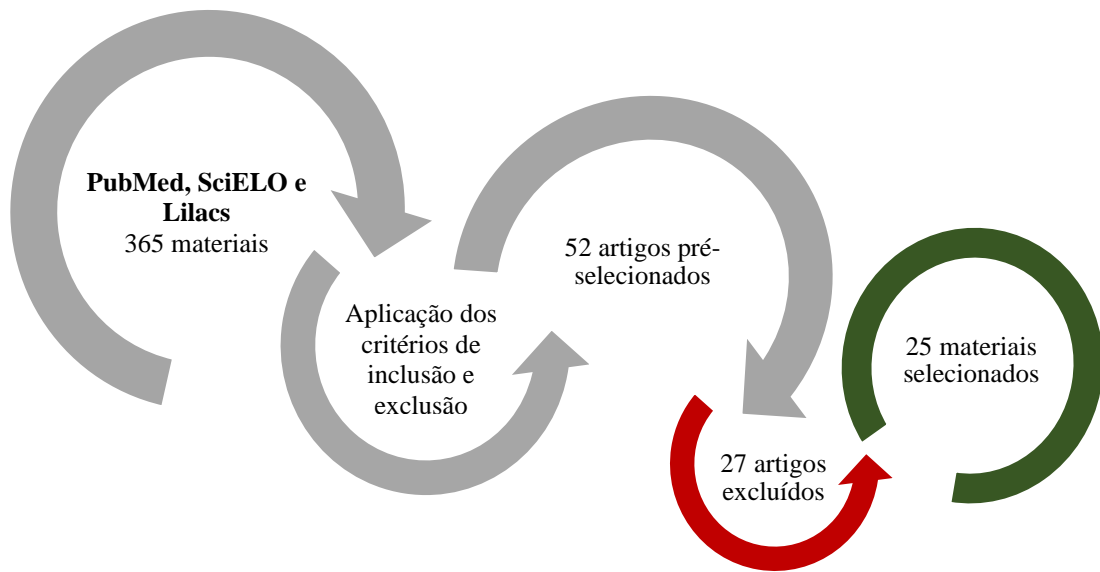 PubMed, SciELO e
Lilacs
365 materiais
Aplicação dos
critérios de
inclusão e
exclusão
52 artigos pré-
selecionados
27 artigos
excluídos
25 materiais
selecionados